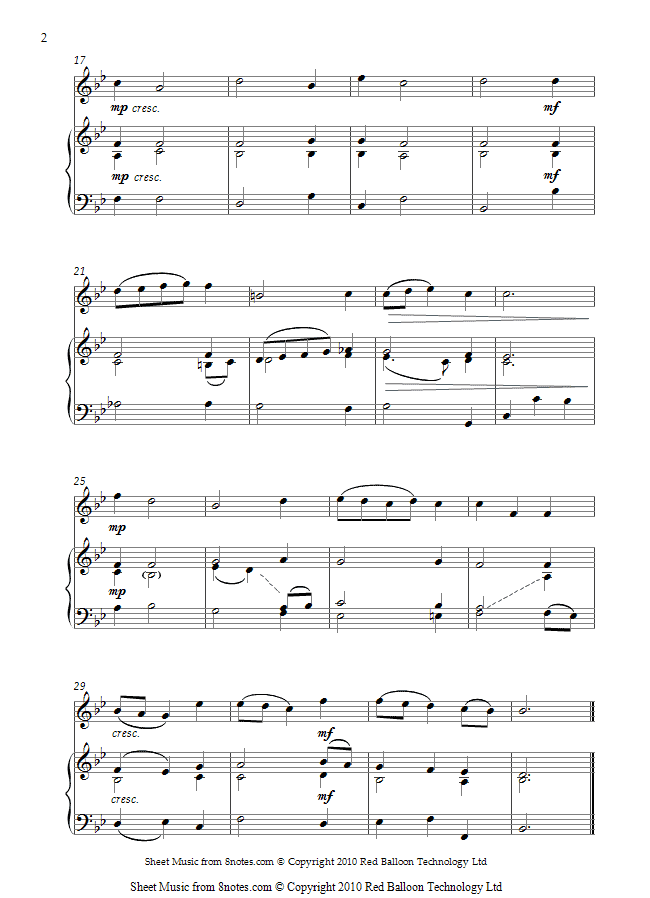 2
17
mp cresc.
mf
mp cresc.
mf
21
25
mp
mp
29
cresc.
mf
cresc.
mf
Sheet Music from 8notes.com © Copyright 2010 Red Balloon Technology Ltd
Sheet Music from 8notes.com © Copyright 2010 Red Balloon Technology Ltd